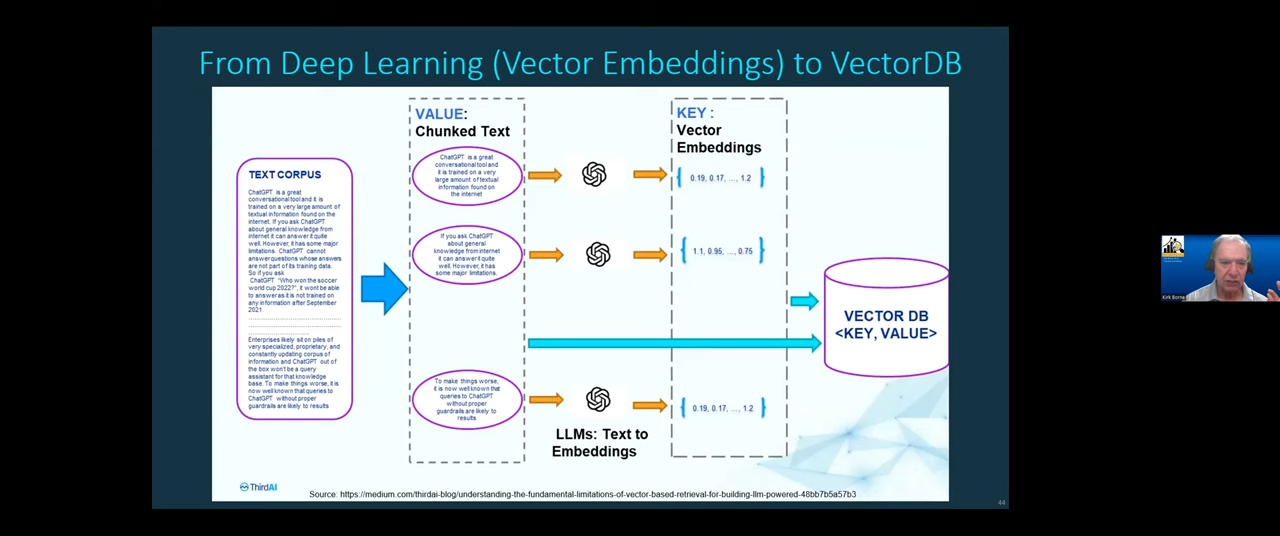 From Deep Learning (Vector Embeddings) to VectorDB
TEXT CORPUS
ChatGPT is a great
conversational tool and it is
trained on a very large amount of
textual information found on the
internet. If you ask ChatGPT
about general knowledge from
internet it can answer it quite
well. However, it has some major
limitations. ChatGPT cannot
answer questions whose answers
are not part of its training data.
So if you ask
ChatGPT "Who won the soccer
world cup 2022?", it wont be able
to answer as it is not trained on
any information after September
2021.
Enterprises likely sit on piles of
very specialized, proprietary, and
constantly updating corpus of
information and ChatGPT out of
the box won't be a query
assistant for that knowledge
base. To make things worse, it is
now well known that queries to
ChatGPT without proper
guardrails are likely to results
VALUE:
Chunked Text
ChatGPT is a great
conversational tool and
it is trained on a very
large amount of textual
information found on
the internet
If you ask ChatGPT
about general
knowledge from internet
it can answer it quite
well. However, it has
some major limitations.
To make things worse,
it is now well known that
queries to ChatGPT
without proper
guardrails are likely to
results
LLMs: Text to
Embeddings
KEY :
Vector
Embeddings
{ 0.19, 0.17, ..., 1.2 }
{ 1.1, 0.95, ..., 0.75 }
{ 0.19, 0.17, ..., 1.2 }
VECTOR DB
<KEY, VALUE>
ThirdAI
Source: https://medium.com/thirdai-blog/understanding-the-fundamental-limitations-of-vector-based-retrieval-for-building-llm-powered-48bb7b5a57b3
44
Kirk Borne